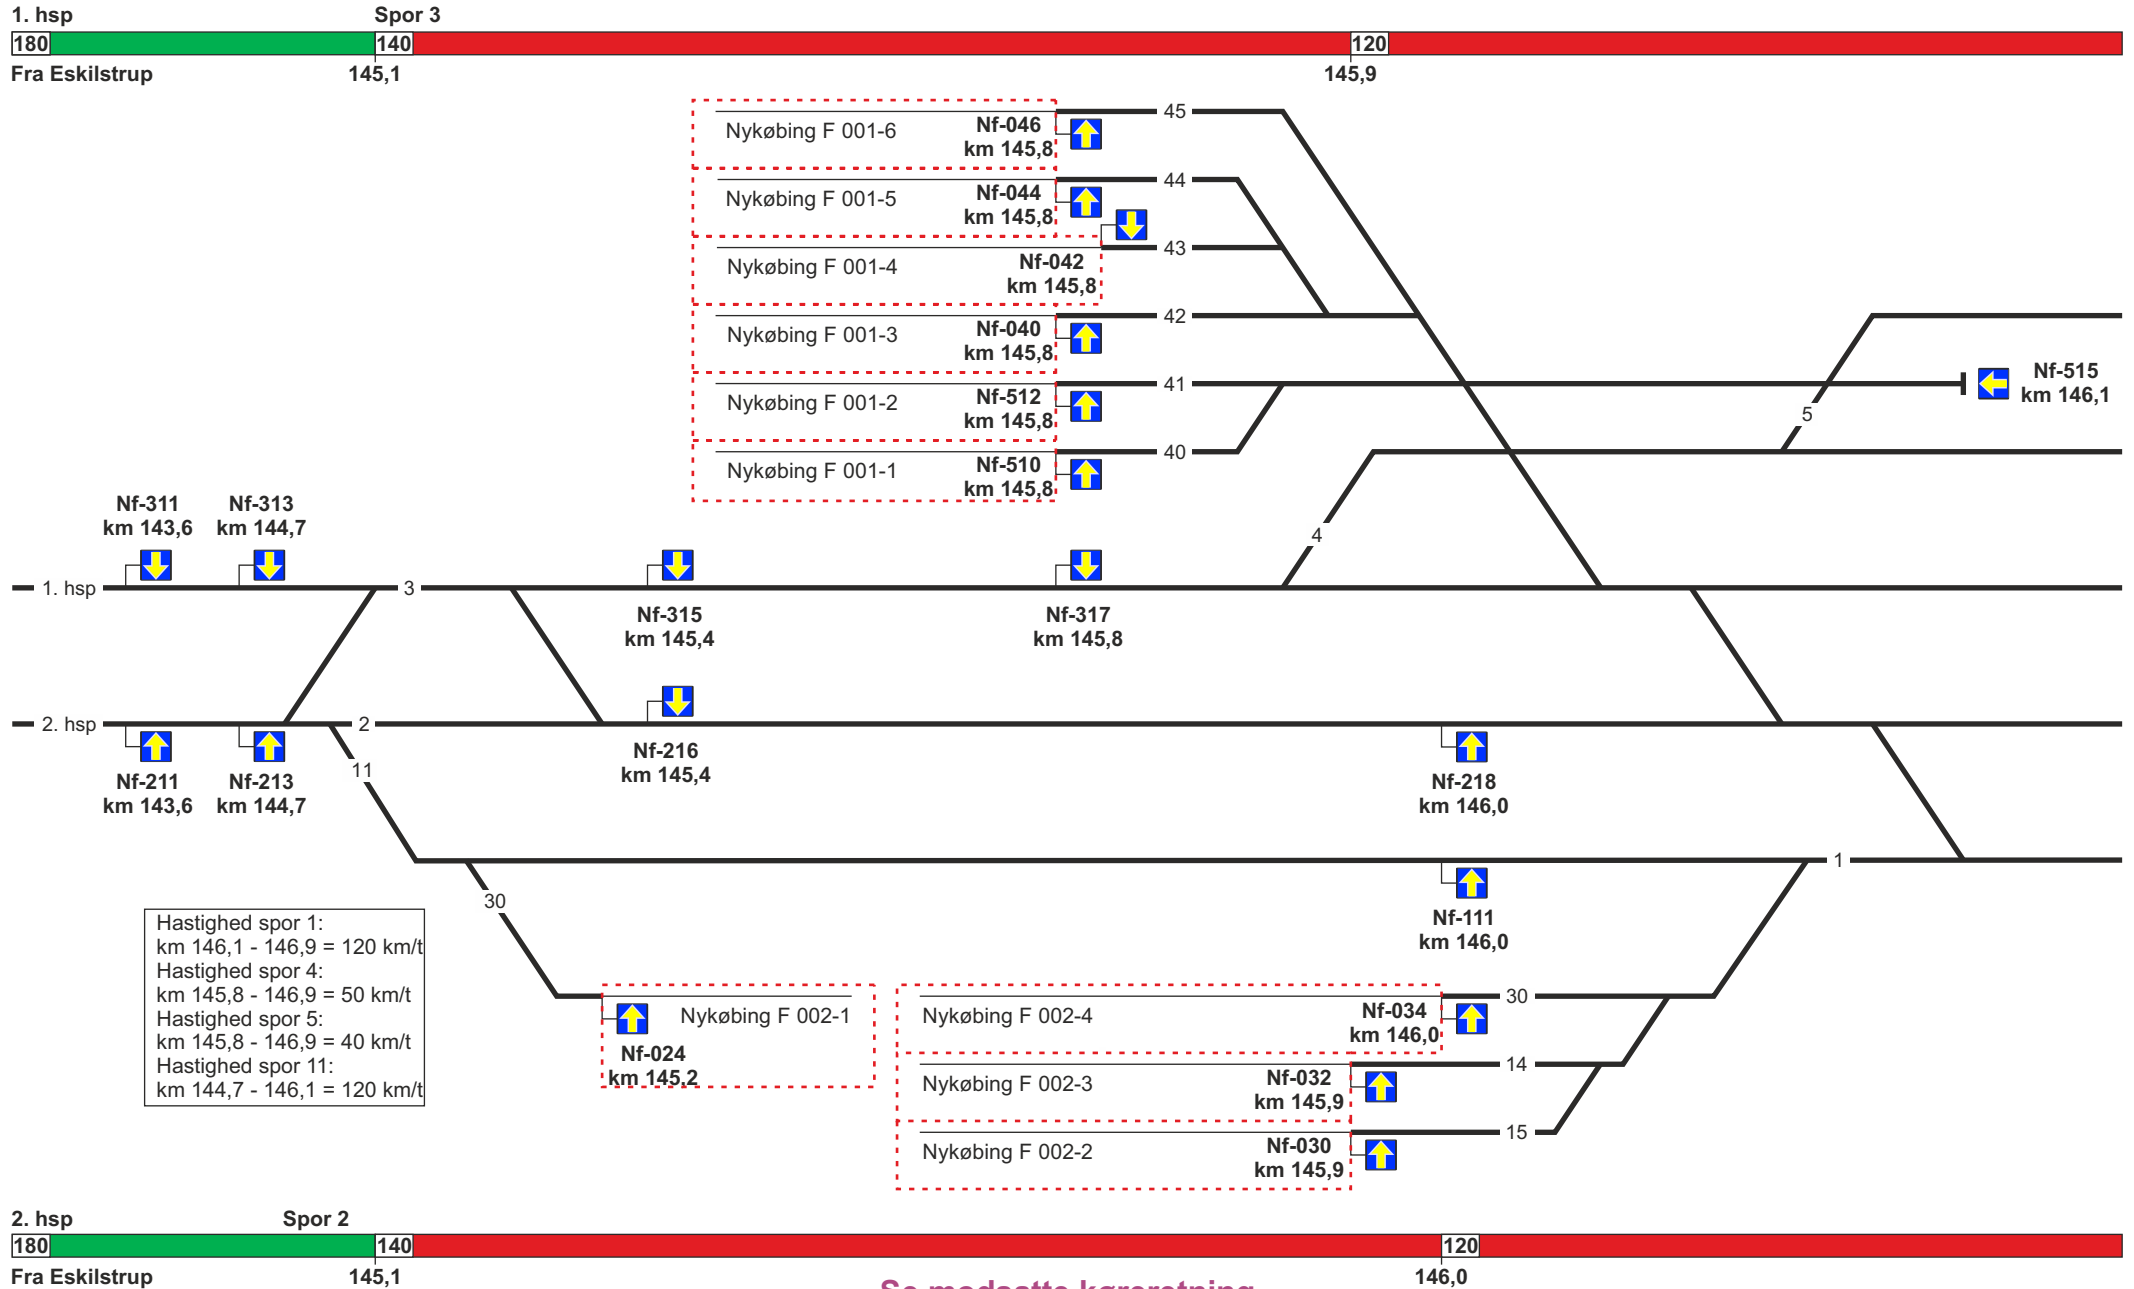 1. hsp
Spor 3
180
140
120
Fra Eskilstrup
145,1
145,9
45
Nykøbing F 001-6
Nf-046
km 145,8
44
Nykøbing F 001-5
Nf-044
km 145,8
43
Nykøbing F 001-4
Nf-042
km 145,8
42
Nykøbing F 001-3
Nf-040
km 145,8
41
Nykøbing F 001-2
Nf-512
km 145,8
Nf-515
km 146,1
5
40
Nykøbing F 001-1
Nf-510
km 145,8
Nf-311
km 143,6
Nf-313
km 144,7
4
1. hsp
3
Nf-315
km 145,4
Nf-317
km 145,8
2. hsp
2
11
Nf-211
km 143,6
Nf-213
km 144,7
Nf-216
km 145,4
Nf-218
km 146,0
1
30
Nf-111
km 146,0
Hastighed spor 1:
km 146,1 - 146,9 = 120 km/t
Hastighed spor 4:
km 145,8 - 146,9 = 50 km/t
Hastighed spor 5:
km 145,8 - 146,9 = 40 km/t
Hastighed spor 11:
km 144,7 - 146,1 = 120 km/t
Nykøbing F 002-1
Nf-024
km 145,2
30
Nykøbing F 002-4
Nf-034
km 146,0
14
Nykøbing F 002-3
Nf-032
km 145,9
15
Nykøbing F 002-2
Nf-030
km 145,9
2. hsp
Spor 2
180
140
120
Fra Eskilstrup
145,1
146,0
Se modsatte køreretning